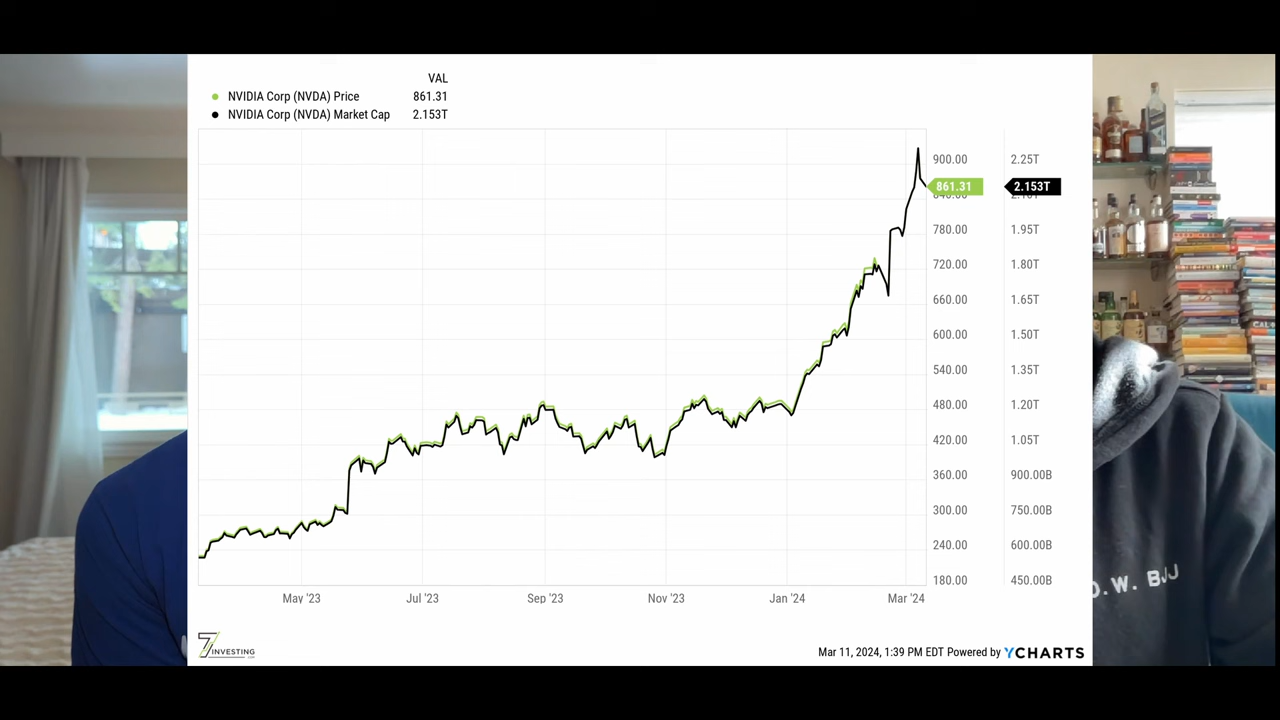 VAL
NVIDIA Corp (NVDA) Price 861.31
NVIDIA Corp (NVDA) Market Cap 2.153T
900.00 2.25T
861.31 2.153T
780.00 1.95T
720.00 1.80T
660.00 1.65T
600.00 1.50T
540.00 1.35T
480.00 1.20T
420.00 1.05T
360.00 900.00B
300.00 750.00B
240.00 600.00B
180.00 450.00B
May '23 Jul '23 Sep '23 Nov '23 Jan '24 Mar '24
7INVESTING
Mar 11, 2024, 1:39 PM EDT Powered by YCHARTS
CAL
.W. BJJ